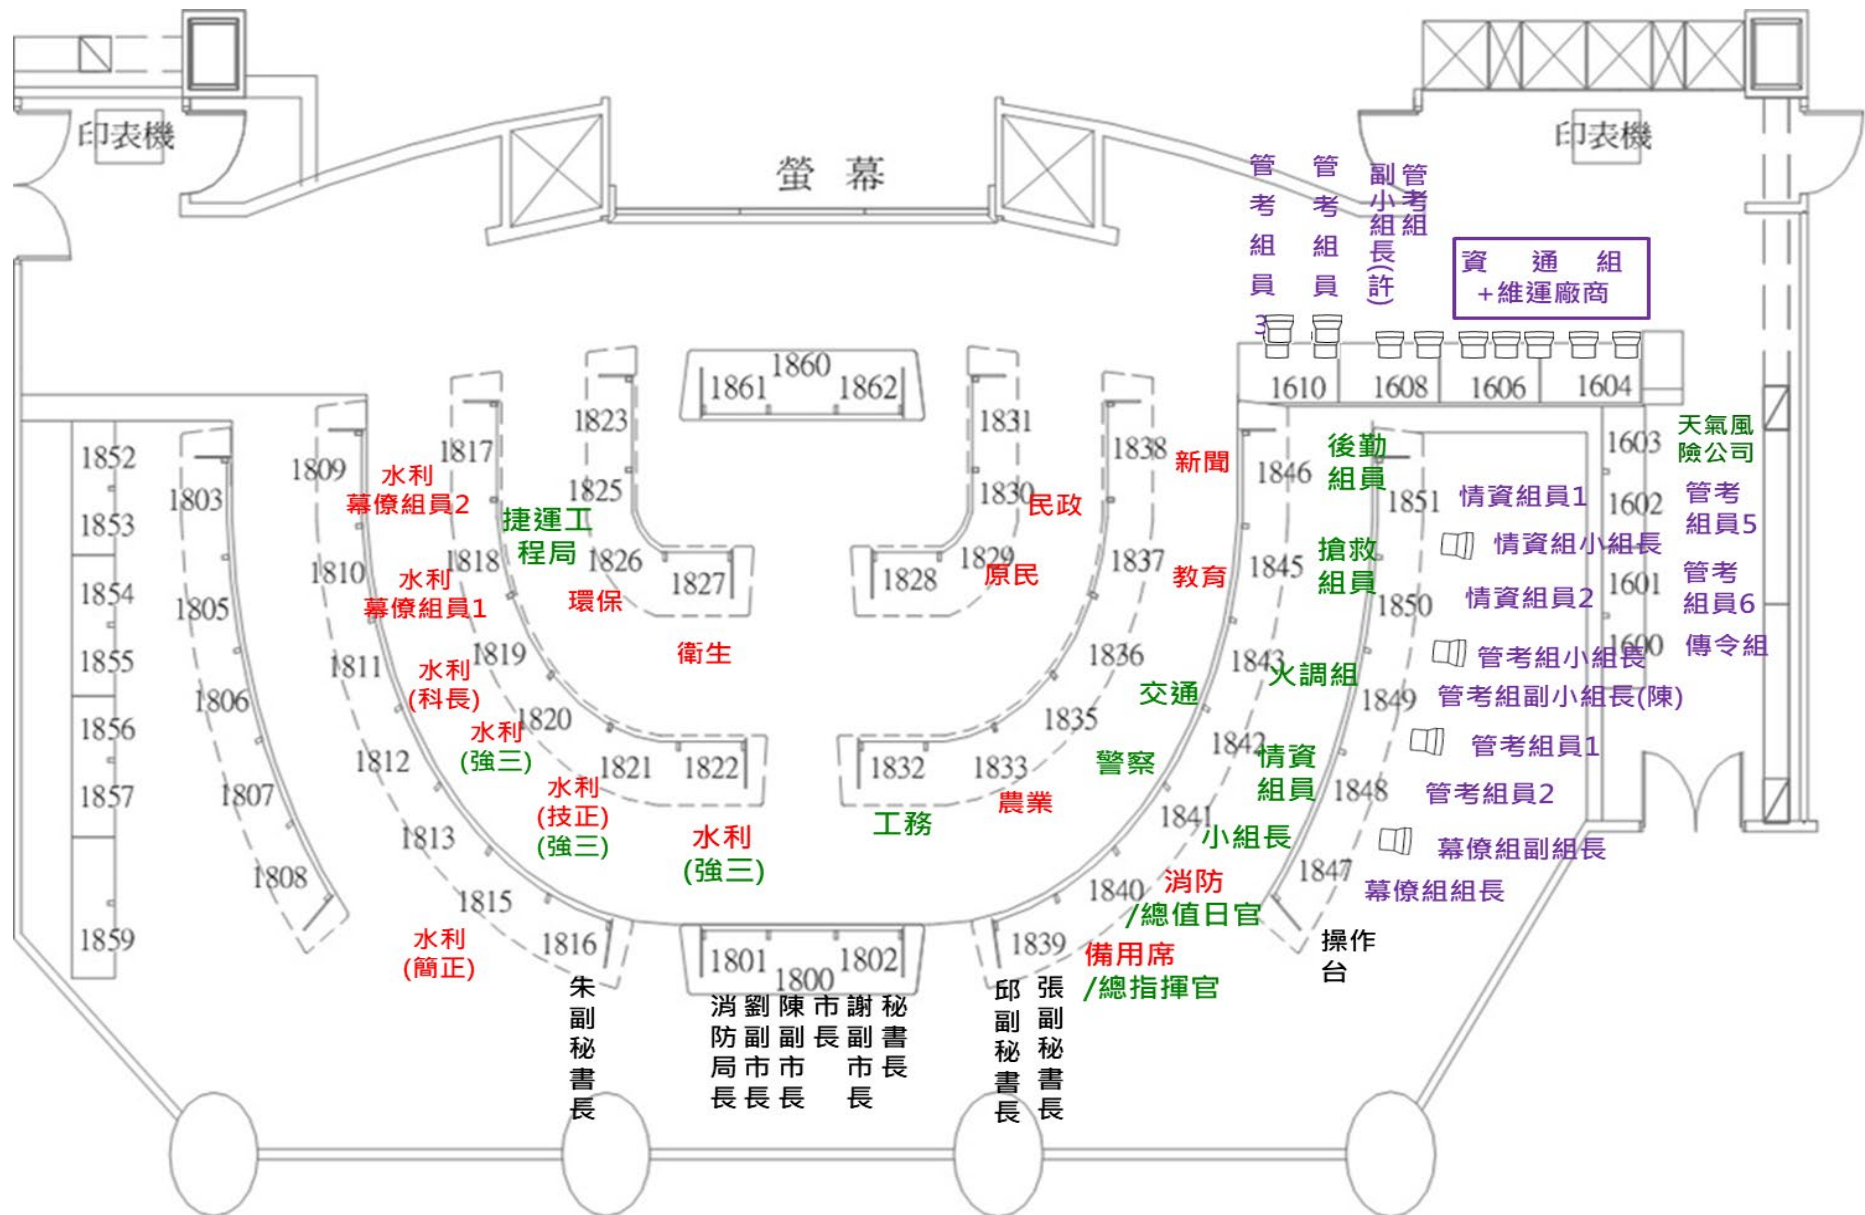 印表機
螢幕
印表機
管考組員3
管考組員
管考組
副小組長(許)
資通組
+維運廠商
1610
1608
1606
1604
1860
1861
1862
1852
1853
1854
1855
1856
1857
1859
1803
1805
1806
1807
1808
1809
1810
1811
1812
1813
1815
1816
水利
幕僚組員2
水利
幕僚組員1
水利
(科長)
水利
(強三)
水利
(技正)
(強三)
水利
(強三)
水利
(簡正)
1817
1818
1819
1820
1821
1822
捷運工
程局
1823
1825
1826
1827
環保
衛生
1831
1830
1829
1828
民政
原民
1838
1837
1836
1835
1833
1832
新聞
教育
交通
警察
農業
工務
1846
1845
1843
1842
1841
1840
1839
後勤
組員
搶救
組員
火調組
情資
組員
小組長
消防
/總值日官
備用席
/總指揮官
1851
1850
1849
1848
1847
情資組員1
情資組小組長
情資組員2
管考組小組長
管考組副小組長(陳)
管考組員1
管考組員2
幕僚組副組長
幕僚組組長
操作
台
1603
1602
1601
1600
天氣風
險公司
管考
組員5
管考
組員6
傳令組
1801
1802
1800
朱副秘書長
消防局長
劉副市長
陳副市長
市長
謝副市長
秘書長
邱副秘書長
張副秘書長